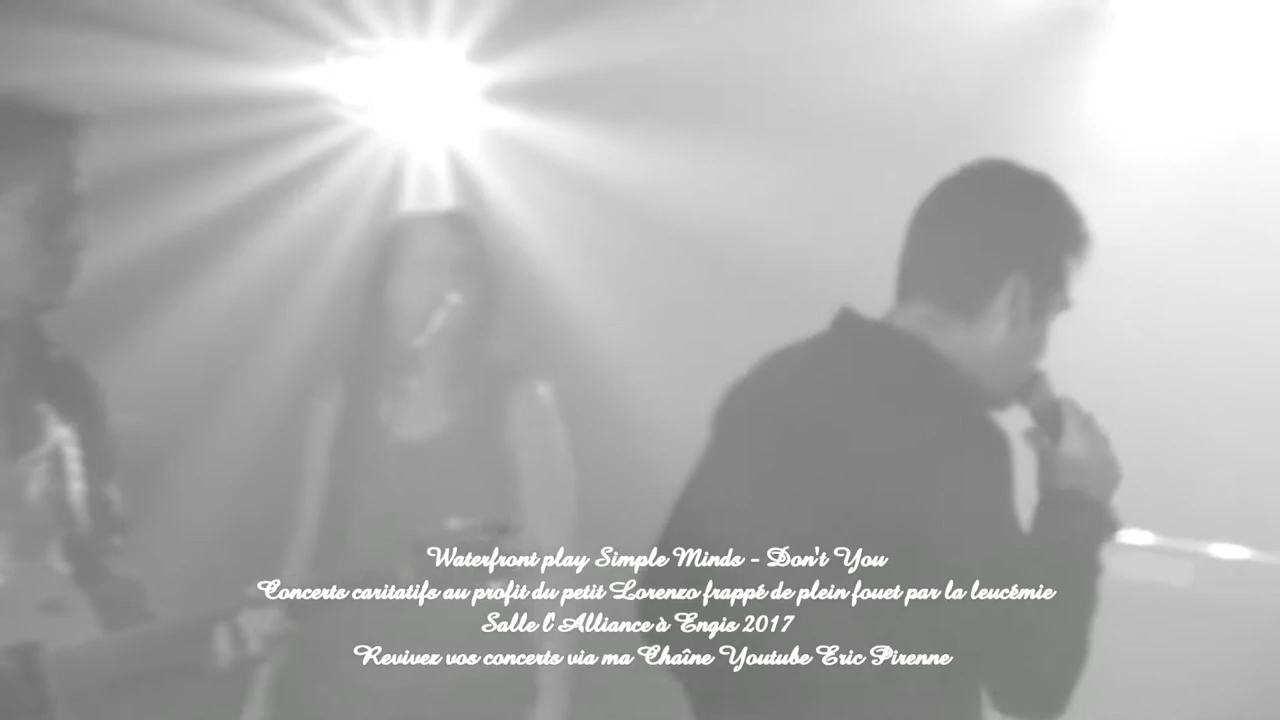 Waterfront play Simple Minds - Don't You
Concerts caritatifs au profit du petit Lorenzo frappé de plein fouet par la leucémie
Salle l'Alliance à Engis 2017
Revivez vos concerts via ma Chaîne Youtube Eric Pirenne